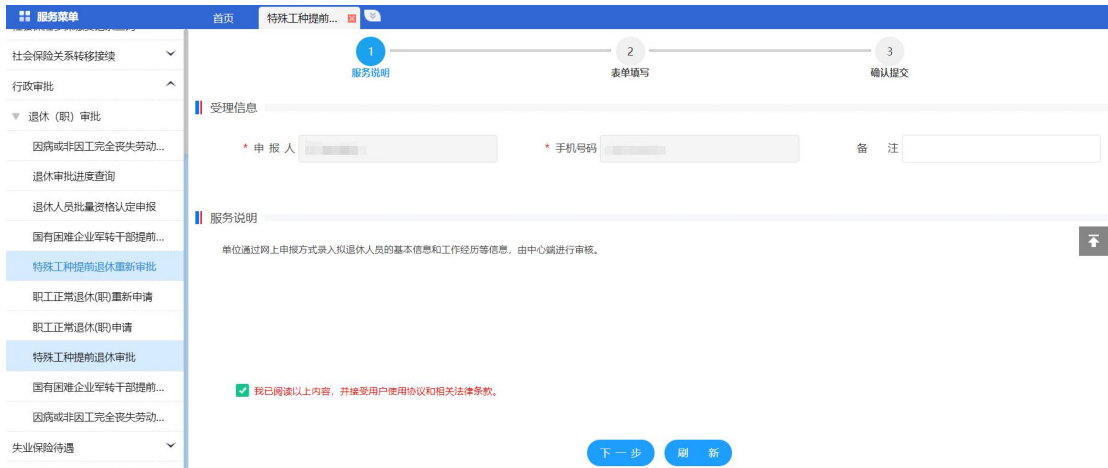 服务菜单
首页
特殊工种提前...
社会保险关系转移接续
行政审批
退休（职）审批
因病或非因工完全丧失劳动...
退休审批进度查询
退休人员批量资格认定申报
国有困难企业军转干部提前...
特殊工种提前退休重新审批
职工正常退休(职)重新申请
职工正常退休(职)申请
特殊工种提前退休审批
国有困难企业军转干部提前...
因病或非因工完全丧失劳动...
失业保险待遇
1
2
3
服务说明
表单填写
确认提交
受理信息
* 申 报 人
* 手机号码
备 注
服务说明
单位通过网上申报方式录入拟退休人员的基本信息和工作经历等信息，由中心端进行审核。
我已阅读以上内容，并接受用户使用协议和相关法律条款。
下一步
刷 新